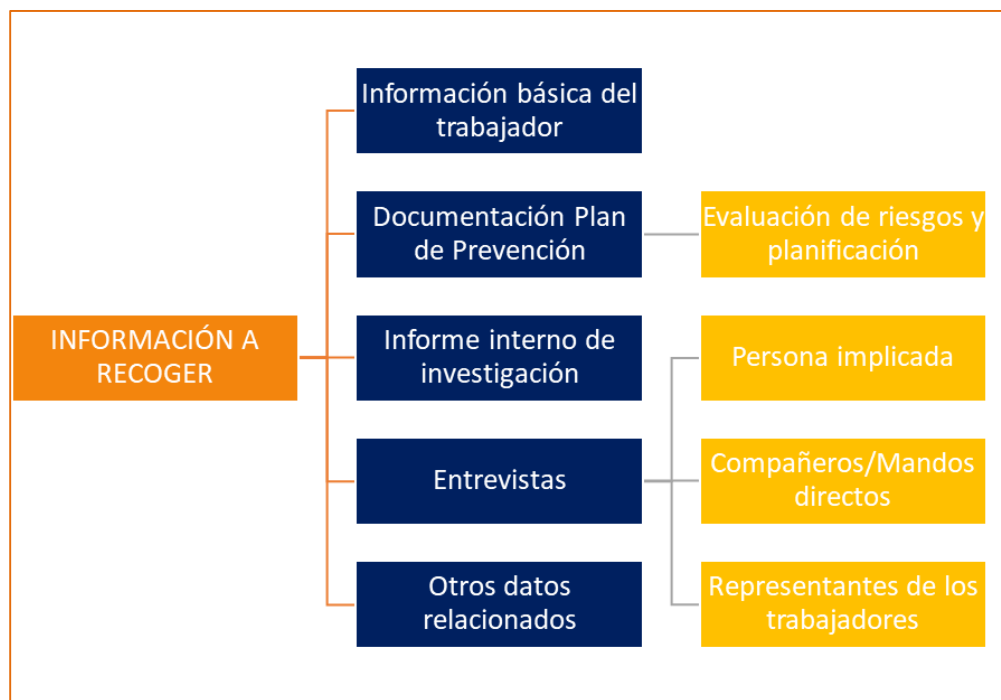 Información básica del
trabajador
Documentación Plan
de Prevención
Evaluación de riesgos y
planificación
INFORMACIÓN A
RECOGER
Informe interno de
investigación
Persona implicada
Entrevistas
Compañeros/Mandos
directos
Otros datos
relacionados
Representantes de los
trabajadores